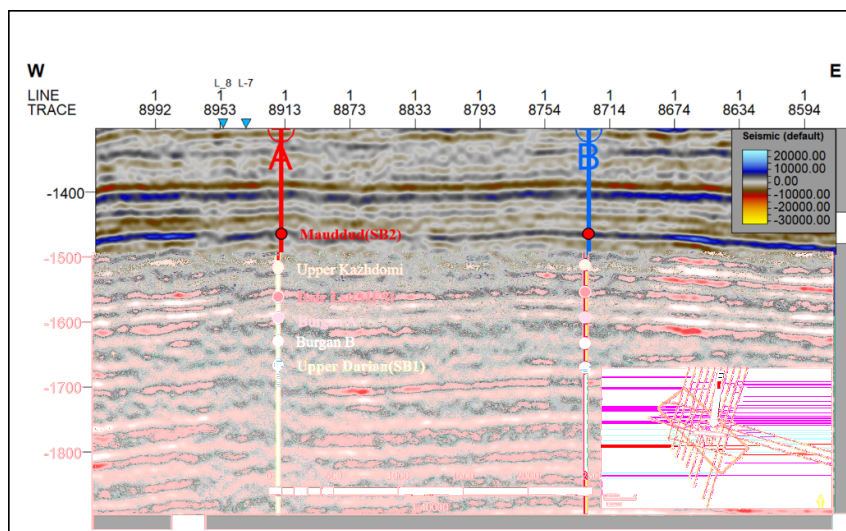 W E
L_8 L-7
LINE 1 1 1 1 1 1 1 1 1 1 1
TRACE 8992 8953 8913 8873 8833 8793 8754 8714 8674 8634 8594
A B
Seismic (default)
20000.00
10000.00
0.00
-10000.00
-20000.00
-30000.00
-1400
Mauddud(SB2)
-1500
Upper Kazhdomi
-1600
Burgan B
Upper Darian(SB1)
-1700
-1800